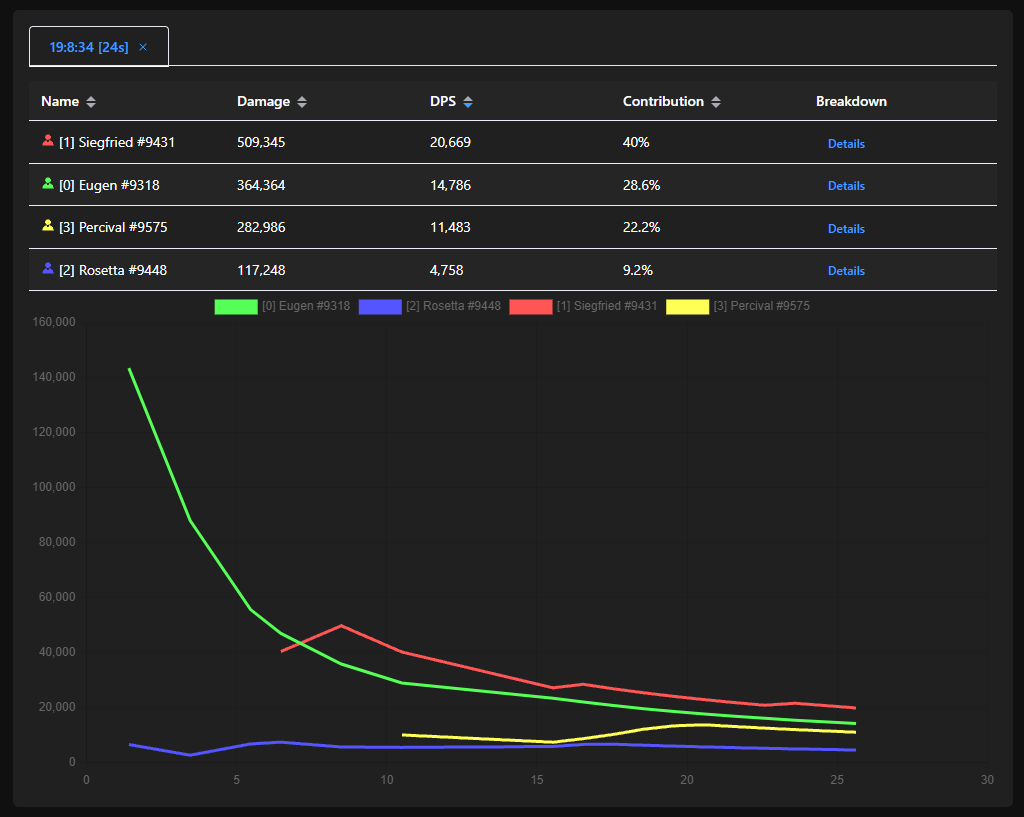 19:8:34 [24s] ×
Name Damage DPS Contribution Breakdown
[1] Siegfried #9431 509,345 20,669 40% Details
[0] Eugen #9318 364,364 14,786 28.6% Details
[3] Percival #9575 282,986 11,483 22.2% Details
[2] Rosetta #9448 117,248 4,758 9.2% Details
[0] Eugen #9318 [2] Rosetta #9448 [1] Siegfried #9431 [3] Percival #9575
160,000
140,000
120,000
100,000
80,000
60,000
40,000
20,000
0
0 5 10 15 20 25 30